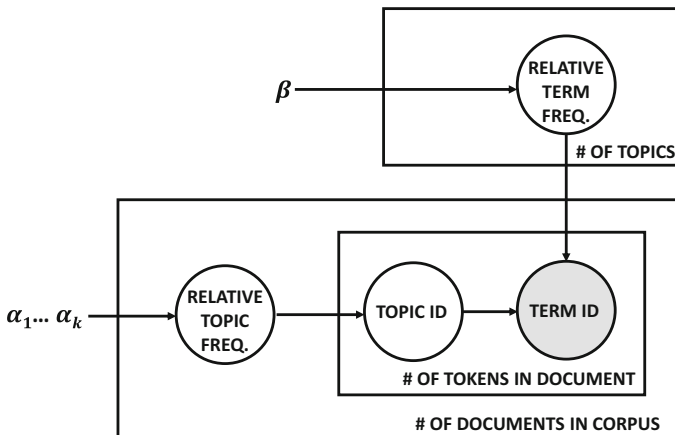 β
RELATIVE
TERM
FREQ.
# OF TOPICS
α₁... αₖ
RELATIVE
TOPIC
FREQ.
TOPIC ID
TERM ID
# OF TOKENS IN DOCUMENT
# OF DOCUMENTS IN CORPUS